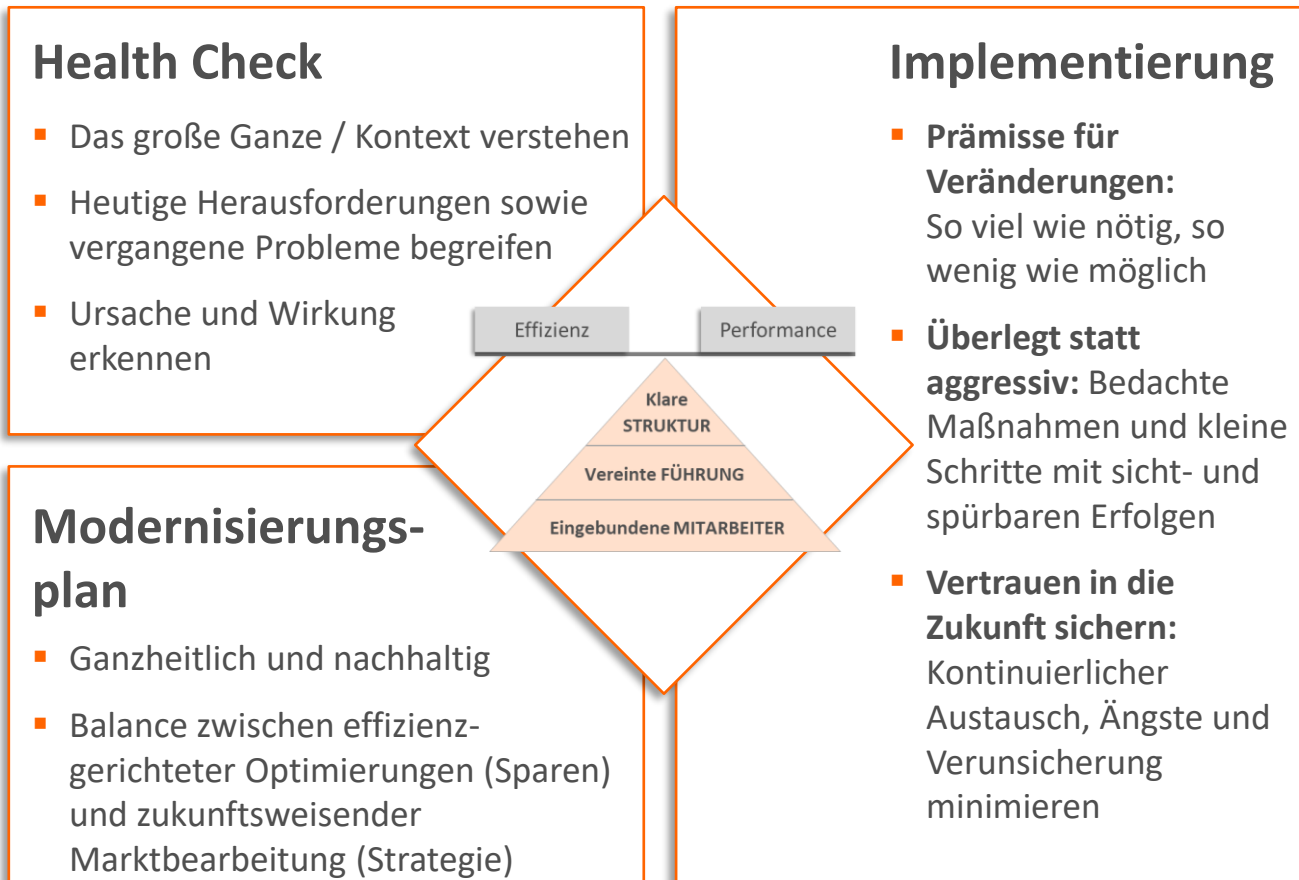 Health Check
▪ Das große Ganze / Kontext verstehen
▪ Heutige Herausforderungen sowie
vergangene Probleme begreifen
▪ Ursache und Wirkung
erkennen
Modernisierungs-
plan
▪ Ganzheitlich und nachhaltig
▪ Balance zwischen effizienz-
gerichteter Optimierungen (Sparen)
und zukunftsweisender
Marktbearbeitung (Strategie)
Effizienz
Performance
Klare
STRUKTUR
Vereinte FÜHRUNG
Eingebundene MITARBEITER
Implementierung
▪ Prämisse für
Veränderungen:
So viel wie nötig, so
wenig wie möglich
▪ Überlegt statt
aggressiv: Bedachte
Maßnahmen und kleine
Schritte mit sicht- und
spürbaren Erfolgen
▪ Vertrauen in die
Zukunft sichern:
Kontinuierlicher
Austausch, Ängste und
Verunsicherung
minimieren